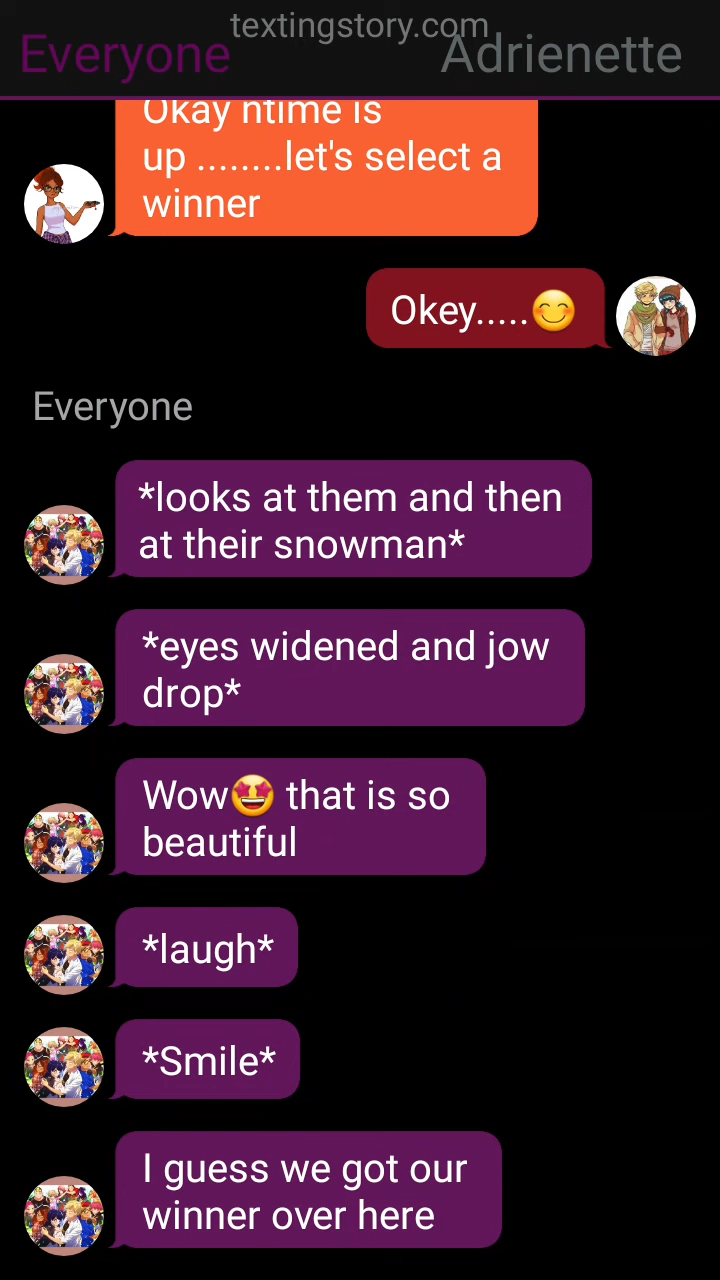 textingstory.com
Everyone
Adrienette
Okay ntime is
up ........let's select a
winner
Okey.....😊
Everyone
*looks at them and then
at their snowman*
*eyes widened and jow
drop*
Wow🤩 that is so
beautiful
*laugh*
*Smile*
I guess we got our
winner over here